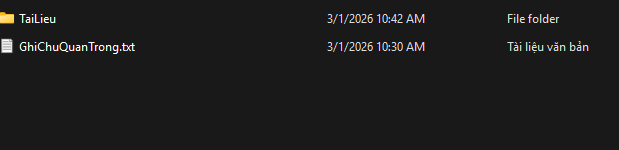 TaiLieu 3/1/2026 10:42 AM File folder
GhiChuQuanTrong.txt 3/1/2026 10:30 AM Tài liệu văn bản